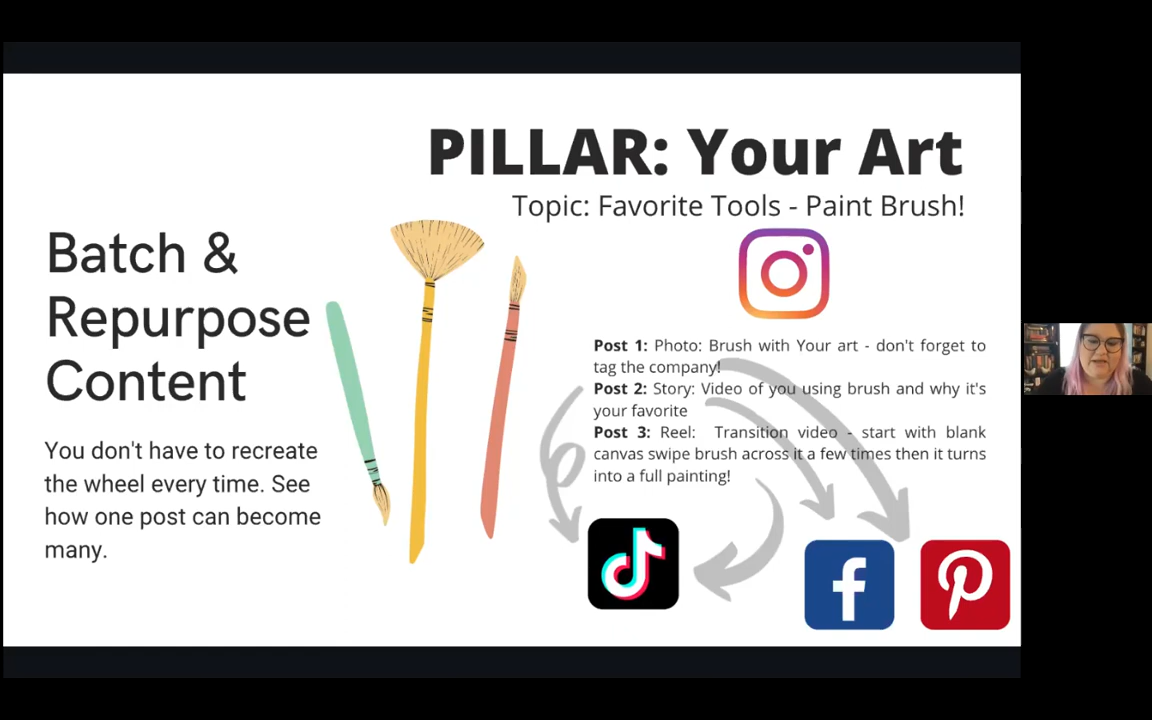 PILLAR: Your Art
Topic: Favorite Tools - Paint Brush!
Batch &
Repurpose
Content
You don't have to recreate
the wheel every time. See
how one post can become
many.
Post 1: Photo: Brush with Your art - don't forget to
tag the company!
Post 2: Story: Video of you using brush and why it's
your favorite
Post 3: Reel: Transition video - start with blank
canvas swipe brush across it a few times then it turns
into a full painting!